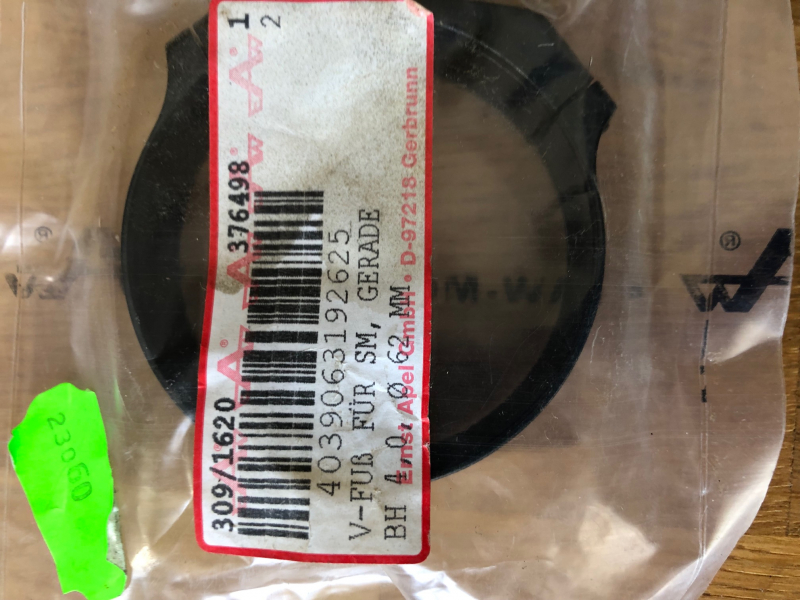 309/1620 376498 1
2
4039063192625
V-FUß FÜR SM, GERADE
BH 4,0, Ø 62 MM
Ernst Apel GmbH • D-97218 Gerbrunn